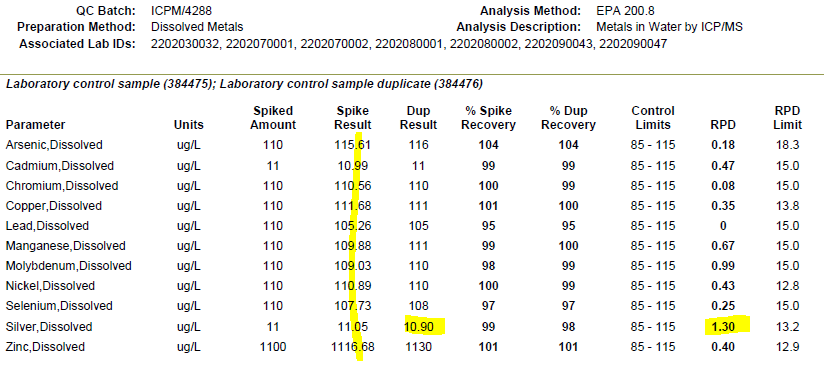 QC Batch: ICPM/4288 Analysis Method: EPA 200.8
Preparation Method: Dissolved Metals Analysis Description: Metals in Water by ICP/MS
Associated Lab IDs: 2202030032, 2202070001, 2202070002, 2202080001, 2202080002, 2202090043, 2202090047
Laboratory control sample (384475); Laboratory control sample duplicate (384476)
Spiked Spike Dup % Spike % Dup Control RPD
Parameter Units Amount Result Result Recovery Recovery Limits RPD Limit
Arsenic,Dissolved ug/L 110 115.61 116 104 104 85 - 115 0.18 18.3
Cadmium,Dissolved ug/L 11 10.99 11 99 99 85 - 115 0.47 15.0
Chromium,Dissolved ug/L 110 110.56 110 100 99 85 - 115 0.08 15.0
Copper,Dissolved ug/L 110 111.68 111 101 100 85 - 115 0.35 13.8
Lead,Dissolved ug/L 110 105.26 105 95 95 85 - 115 0 15.0
Manganese,Dissolved ug/L 110 109.88 111 99 100 85 - 115 0.67 15.0
Molybdenum,Dissolved ug/L 110 109.03 110 98 99 85 - 115 0.99 15.0
Nickel,Dissolved ug/L 110 110.89 110 100 99 85 - 115 0.43 12.8
Selenium,Dissolved ug/L 110 107.73 108 97 97 85 - 115 0.25 15.0
Silver,Dissolved ug/L 11 11.05 10.90 99 98 85 - 115 1.30 13.2
Zinc,Dissolved ug/L 1100 1116.68 1130 101 101 85 - 115 0.40 12.9